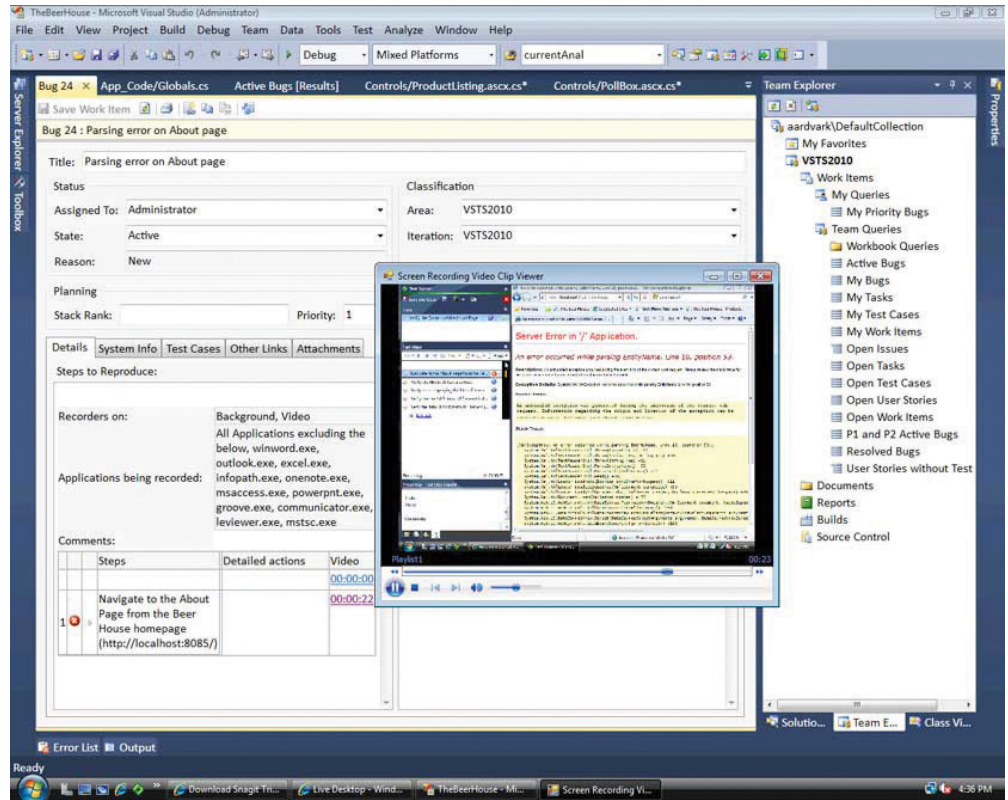 TheBeerHouse - Microsoft Visual Studio (Administrator)
File Edit View Project Build Debug Team Data Tools Test Analyze Window Help
Debug Mixed Platforms currentAnal
Bug 24 App_Code/Globals.cs Active Bugs [Results] Controls/ProductListing.ascx.cs* Controls/PollBox.ascx.cs*
Save Work Item
Bug 24 : Parsing error on About page
Title: Parsing error on About page
Status
Assigned To: Administrator
State: Active
Reason: New
Classification
Area: VSTS2010
Iteration: VSTS2010
Planning
Stack Rank: Priority: 1
Details System Info Test Cases Other Links Attachments
Steps to Reproduce:
Recorders on: Background, Video
Applications being recorded: All Applications excluding the
below, winword.exe,
outlook.exe, excel.exe,
infopath.exe, onenote.exe,
msaccess.exe, powerpnt.exe,
groove.exe, communicator.exe,
leviewer.exe, mstsc.exe
Comments:
Steps Detailed actions Video
00:00:00
1 Navigate to the About
Page from the Beer
House homepage
(http://localhost:8085/)
00:00:22
Screen Recording Video Clip Viewer
Server Error in '/' Application.
An error occurred while parsing EntityName. Line 10, position 53.
Playlist1 00:23
Server Explorer
Toolbox
Team Explorer
aardvark\DefaultCollection
My Favorites
VSTS2010
Work Items
My Queries
My Priority Bugs
Team Queries
Workbook Queries
Active Bugs
My Bugs
My Tasks
My Test Cases
My Work Items
Open Issues
Open Tasks
Open Test Cases
Open User Stories
Open Work Items
P1 and P2 Active Bugs
Resolved Bugs
User Stories without Test
Documents
Reports
Builds
Source Control
Properties
Solutio... Team E... Class Vi...
Error List Output
Ready
Download Snagit Tri... Live Desktop - Wind... TheBeerHouse - Mi... Screen Recording Vi... 4:36 PM